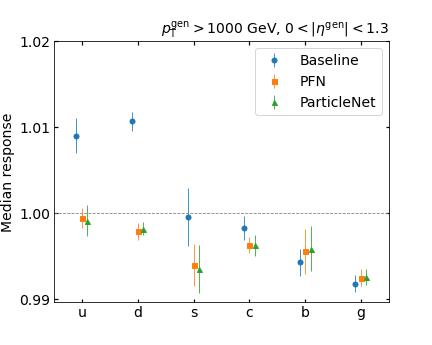 p_T^gen > 1000 GeV, 0 < |η^gen| < 1.3
1.02
1.01
1.00
0.99
Median response
Baseline
PFN
ParticleNet
u d s c b g